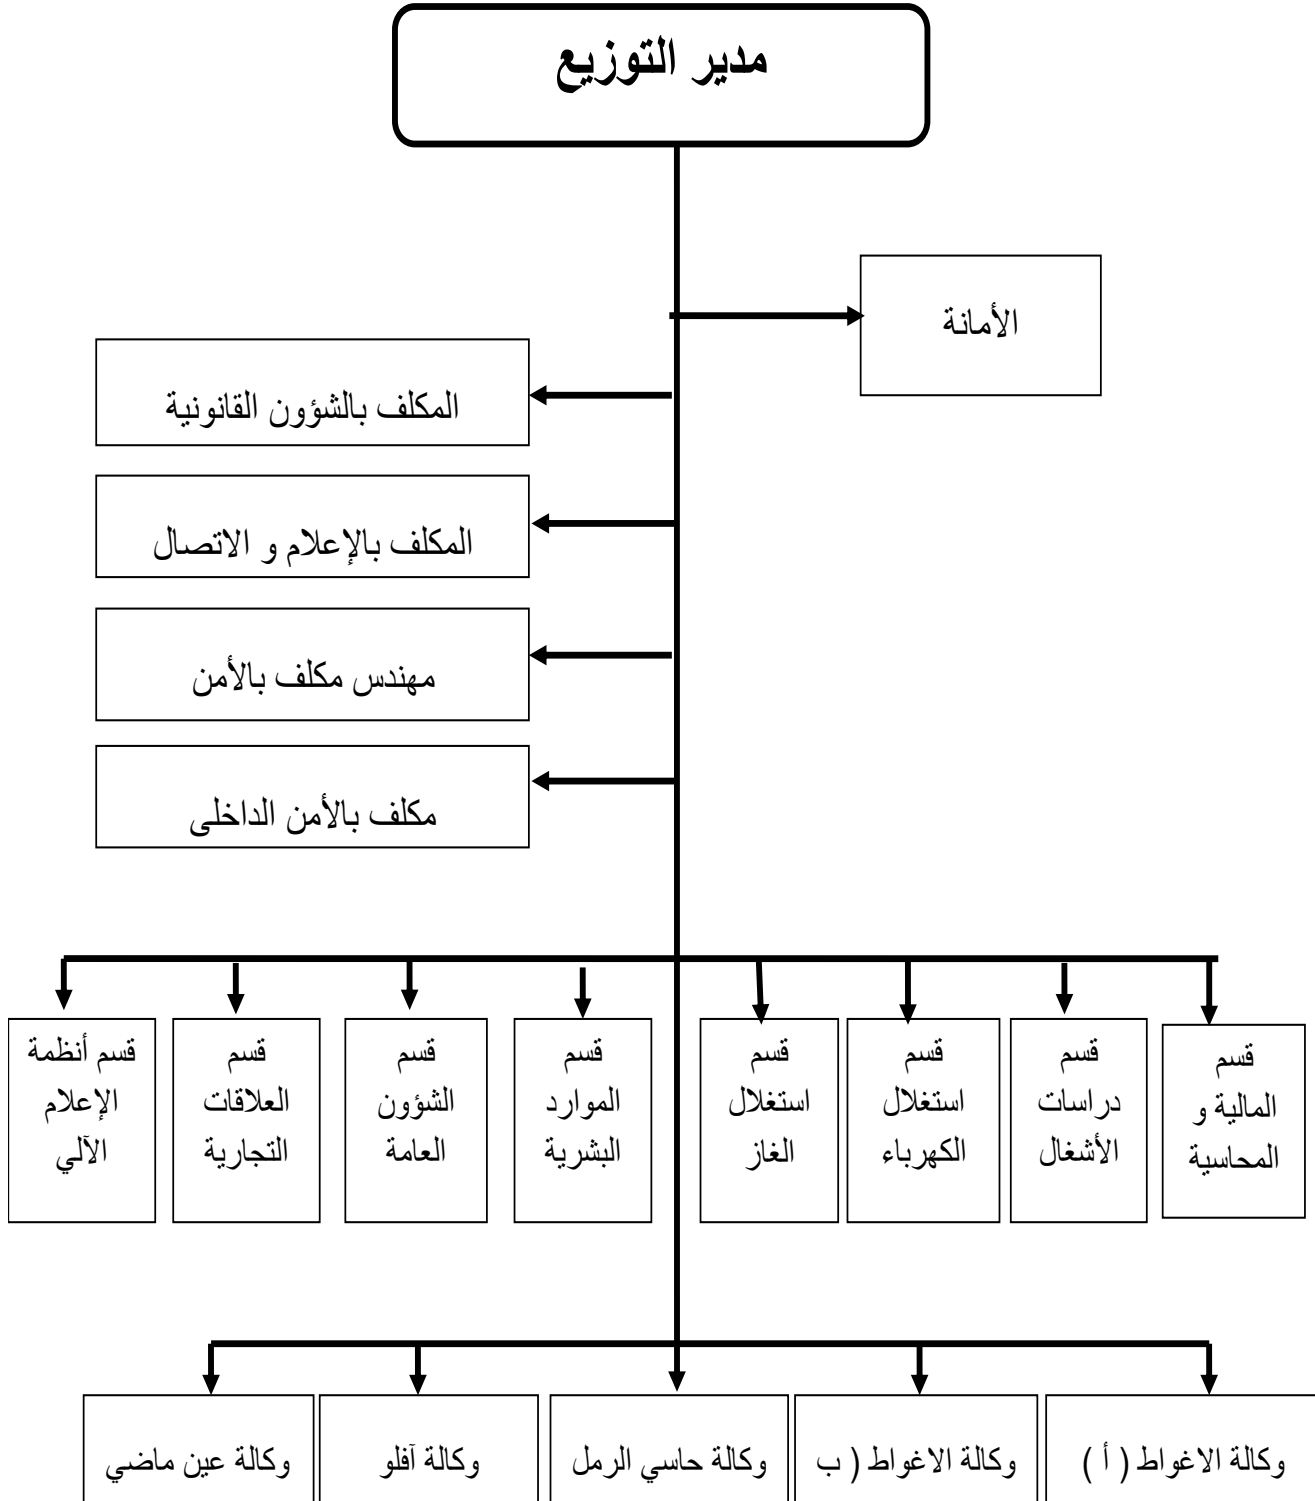 مدير التوزيع
الأمانة
المكلف بالشؤون القانونية
المكلف بالإعلام و الاتصال
مهندس مكلف بالأمن
مكلف بالأمن الداخلى
قسم
المالية و
المحاسبة
قسم
دراسات
الأشغال
قسم
استغلال
الكهرباء
قسم
استغلال
الغاز
قسم
الموارد
البشرية
قسم
الشؤون
العامة
قسم
العلاقات
التجارية
قسم أنظمة
الإعلام
الآلي
وكالة الاغواط ( أ )
وكالة الاغواط ( ب
وكالة حاسي الرمل
وكالة آفلو
وكالة عين ماضي